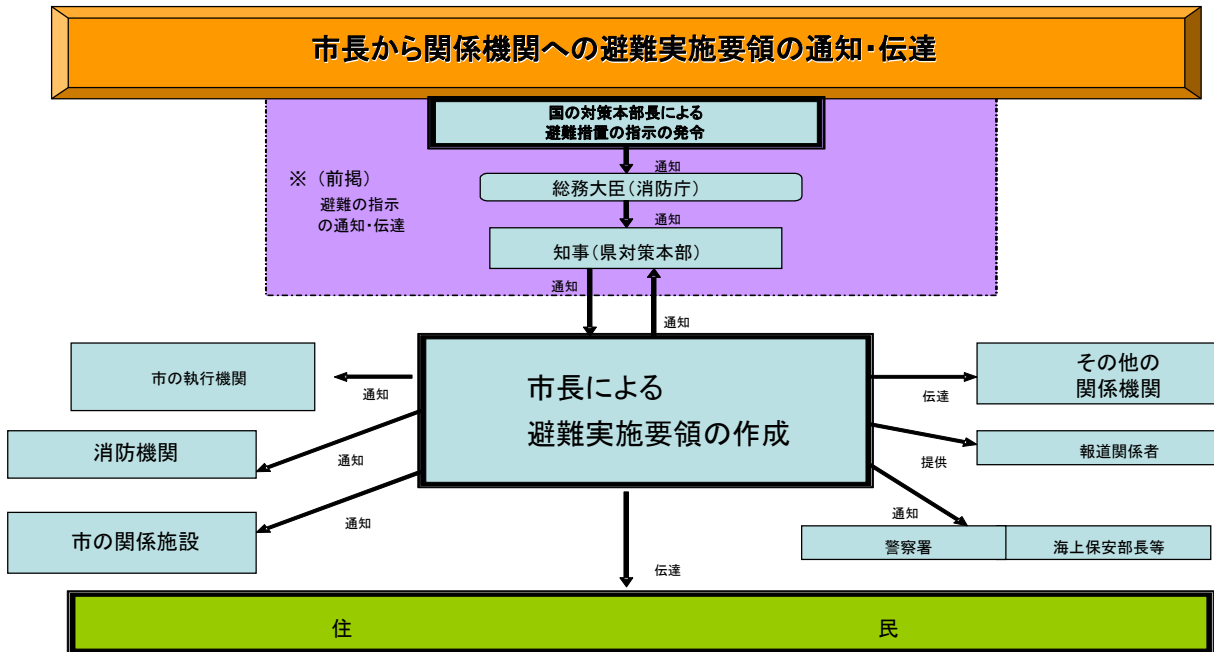 市長から関係機関への避難実施要領の通知・伝達
国の対策本部長による
避難措置の指示の発令
通知
※（前掲）
避難の指示
の通知・伝達
総務大臣（消防庁）
通知
知事（県対策本部）
通知
通知
市長による
避難実施要領の作成
市の執行機関
通知
消防機関
通知
市の関係施設
通知
その他の
関係機関
伝達
報道関係者
提供
通知
警察署
海上保安部長等
伝達
住民